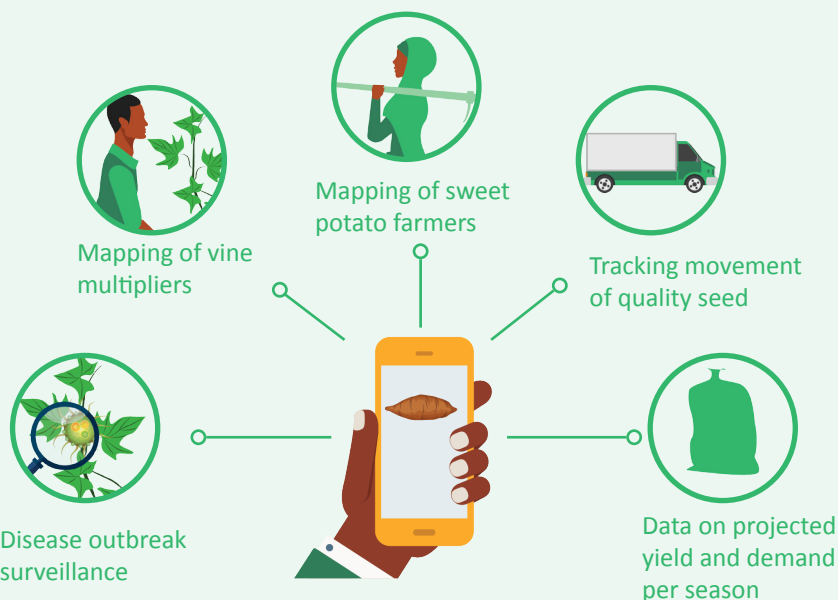 Mapping of sweet
potato farmers
Mapping of vine
multipliers
Tracking movement
of quality seed
Disease outbreak
surveillance
Data on projected
yield and demand
per season